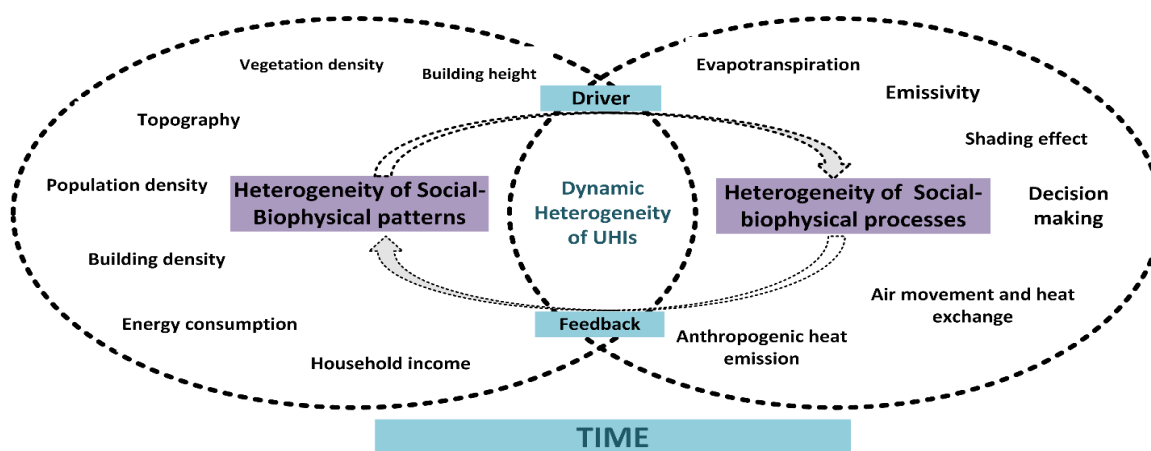 Vegetation density
Building height
Evapotranspiration
Driver
Emissivity
Topography
Shading effect
Population density
Heterogeneity of Social-
Biophysical patterns
Dynamic
Heterogeneity
of UHIs
Heterogeneity of Social-
biophysical processes
Decision
making
Building density
Air movement and heat
exchange
Energy consumption
Feedback
Anthropogenic heat
emission
Household income
TIME